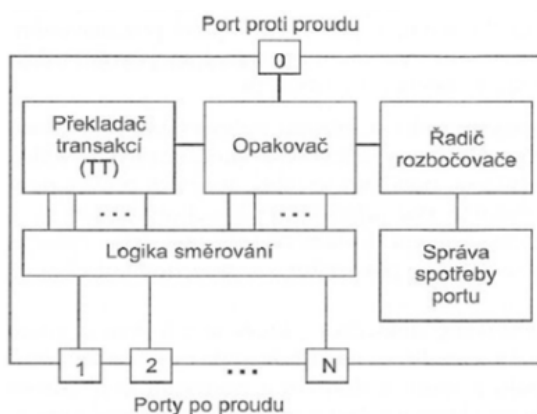 Port proti proudu
0
Překladač
transakcí
(TT)
Opakovač
Řadič
rozbočovače
...
...
Logika směrování
Správa
spotřeby
portu
1
2
...
N
Porty po proudu